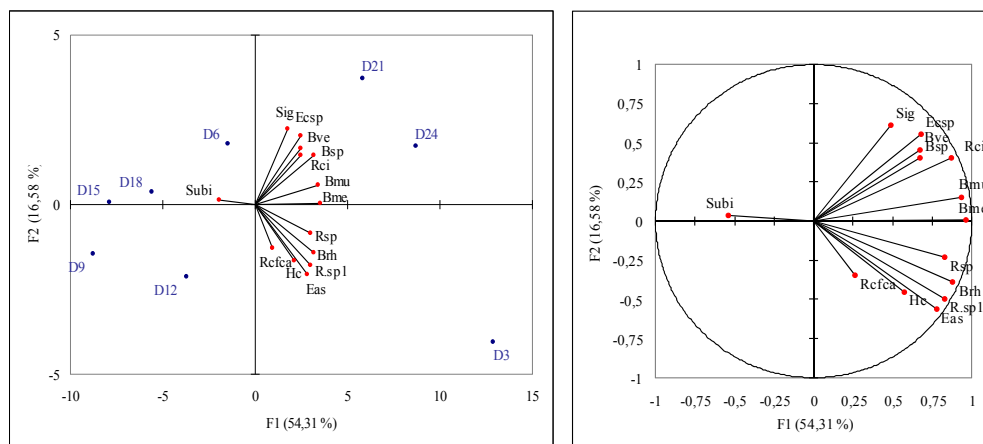 5
D21
Sig
Ecsp
D6
Bve
D24
Bsp
Rci
D15
D18
Bmu
Subi
Bme
0
Rsp
Rcfca
Brh
D9
Hc
R.sp1
D12
Eas
D3
-5
-10
-5
0
5
10
15
F1 (54,31 %)
F2 (16,58 %)
1
0,75
Sig
Ecsp
0,5
Bve
Bsp
Rci
0,25
Bmu
Subi
Bme
0
-0,25
Rsp
Rcfca
Brh
Hc
R.sp1
-0,5
Eas
-0,75
-1
-1
-0,75
-0,5
-0,25
0
0,25
0,5
0,75
1
F1 (54,31 %)
F2 (16,58 %)